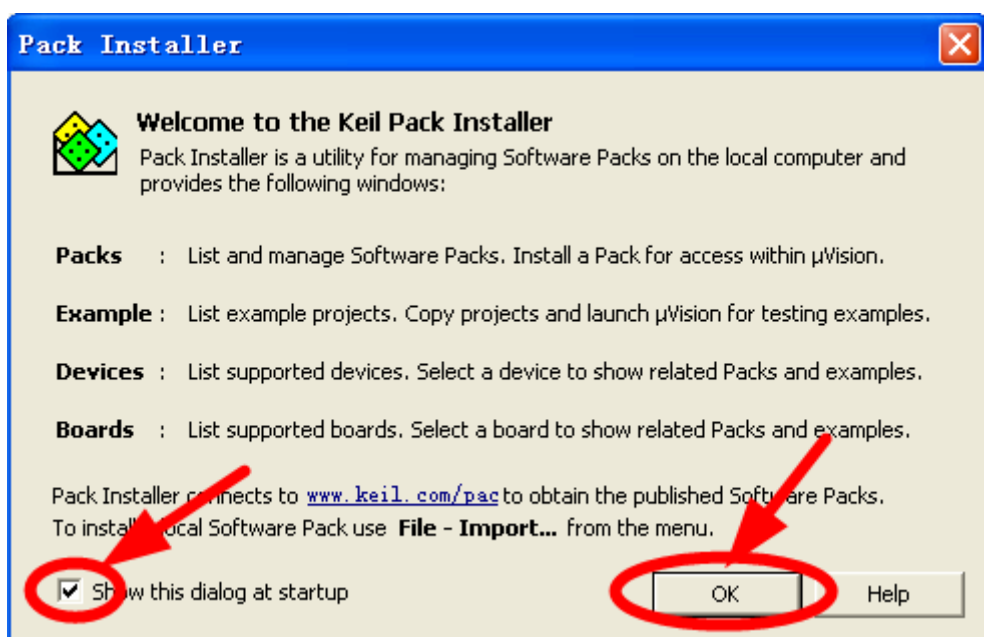 Pack Installer
Welcome to the Keil Pack Installer
Pack Installer is a utility for managing Software Packs on the local computer and
provides the following windows:
Packs : List and manage Software Packs. Install a Pack for access within µVision.
Example : List example projects. Copy projects and launch µVision for testing examples.
Devices : List supported devices. Select a device to show related Packs and examples.
Boards : List supported boards. Select a board to show related Packs and examples.
Pack Installer connects to www.keil.com/pac to obtain the published Software Packs.
To install local Software Pack use File - Import... from the menu.
Show this dialog at startup
OK
Help